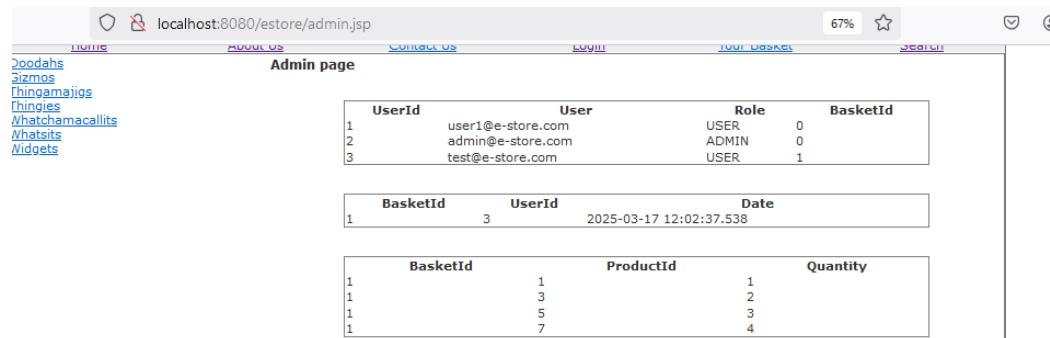 localhost:8080/estore/admin.jsp 67%
Home About Us Contact Us Login Your Basket Search
Doodahs
Gizmos
Thingamajigs
Thingies
Whatchamacallits
Whatsits
Widgets
Admin page
UserId User Role BasketId
1 user1@e-store.com USER 0
2 admin@e-store.com ADMIN 0
3 test@e-store.com USER 1
BasketId UserId Date
1 3 2025-03-17 12:02:37.538
BasketId ProductId Quantity
1 1 1
1 3 2
1 5 3
1 7 4